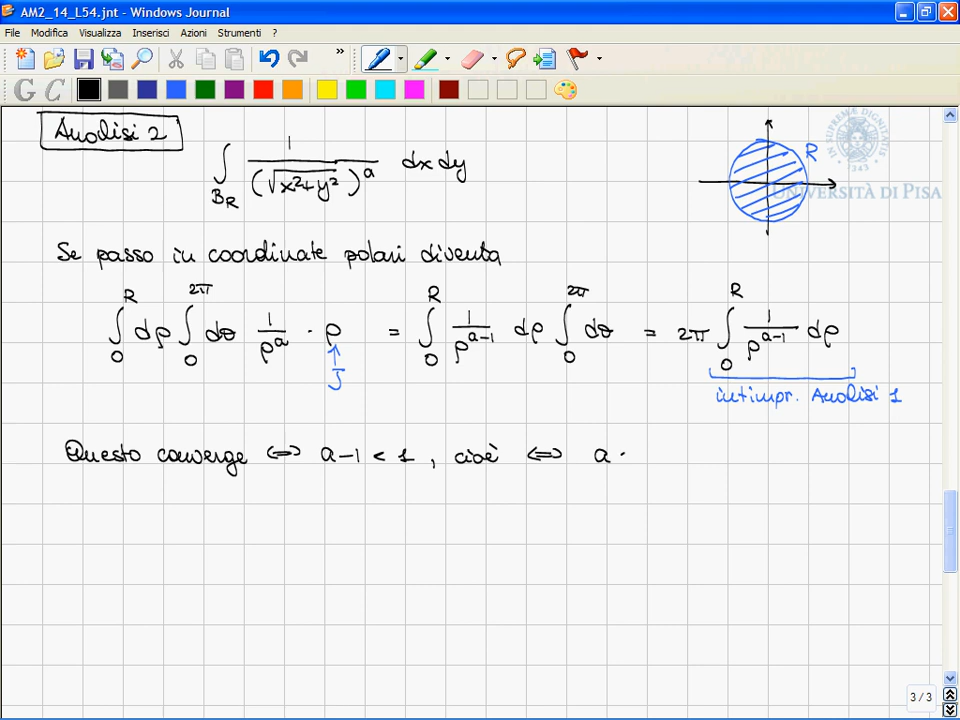 AM2_14_L54.jnt - Windows Journal
File Modifica Visualizza Inserisci Azioni Strumenti ?
Analisi 2
∫_{B_R} 1/(√(x²+y²))^a dx dy
R
UNIVERSITÀ DI PISA
Se passo in coordinate polari diventa
∫_0^R dρ ∫_0^{2π} dθ 1/ρ^a · ρ = ∫_0^R 1/ρ^{a-1} dρ ∫_0^{2π} dθ = 2π ∫_0^R 1/ρ^{a-1} dρ
J
int. impr. Analisi 1
Questo converge ⇔ a-1 < 1, cioè ⇔ a ·
3 / 3